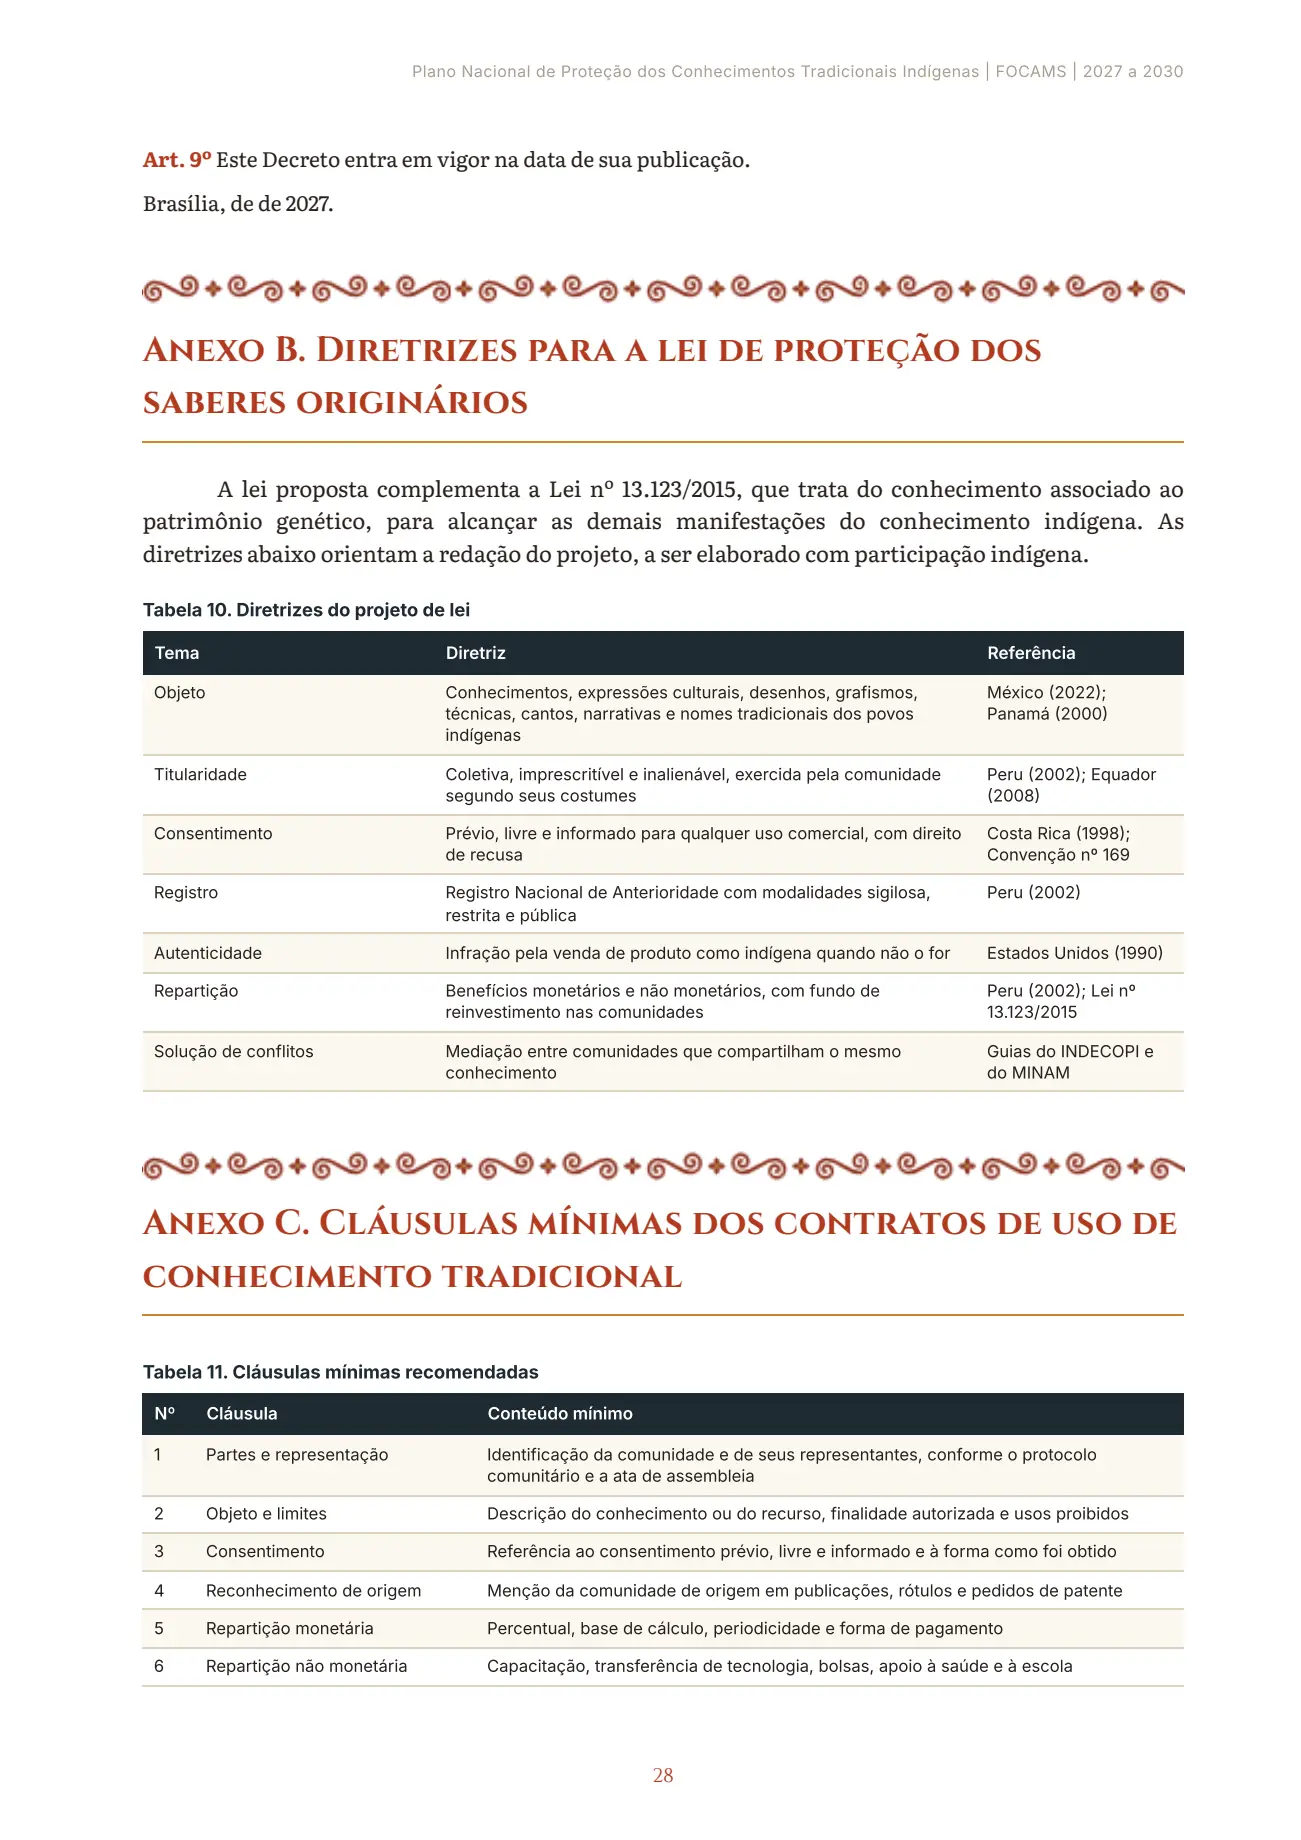 Plano Nacional de Proteção dos Conhecimentos Tradicionais Indígenas | FOCAMS | 2027 a 2030
Art. 9º Este Decreto entra em vigor na data de sua publicação.
Brasília, de de 2027.
Anexo B. Diretrizes para a lei de proteção dos
saberes originários
A lei proposta complementa a Lei nº 13.123/2015, que trata do conhecimento associado ao
patrimônio genético, para alcançar as demais manifestações do conhecimento indígena. As
diretrizes abaixo orientam a redação do projeto, a ser elaborado com participação indígena.
Tabela 10. Diretrizes do projeto de lei
Tema Diretriz Referência
Objeto Conhecimentos, expressões culturais, desenhos, grafismos, México (2022);
técnicas, cantos, narrativas e nomes tradicionais dos povos Panamá (2000)
indígenas
Titularidade Coletiva, imprescritível e inalienável, exercida pela comunidade Peru (2002); Equador
segundo seus costumes (2008)
Consentimento Prévio, livre e informado para qualquer uso comercial, com direito Costa Rica (1998);
de recusa Convenção nº 169
Registro Registro Nacional de Anterioridade com modalidades sigilosa, Peru (2002)
restrita e pública
Autenticidade Infração pela venda de produto como indígena quando não o for Estados Unidos (1990)
Repartição Benefícios monetários e não monetários, com fundo de Peru (2002); Lei nº
reinvestimento nas comunidades 13.123/2015
Solução de conflitos Mediação entre comunidades que compartilham o mesmo Guias do INDECOPI e
conhecimento do MINAM
Anexo C. Cláusulas mínimas dos contratos de uso de
conhecimento tradicional
Tabela 11. Cláusulas mínimas recomendadas
Nº Cláusula Conteúdo mínimo
1 Partes e representação Identificação da comunidade e de seus representantes, conforme o protocolo
comunitário e a ata de assembleia
2 Objeto e limites Descrição do conhecimento ou do recurso, finalidade autorizada e usos proibidos
3 Consentimento Referência ao consentimento prévio, livre e informado e à forma como foi obtido
4 Reconhecimento de origem Menção da comunidade de origem em publicações, rótulos e pedidos de patente
5 Repartição monetária Percentual, base de cálculo, periodicidade e forma de pagamento
6 Repartição não monetária Capacitação, transferência de tecnologia, bolsas, apoio à saúde e à escola
28